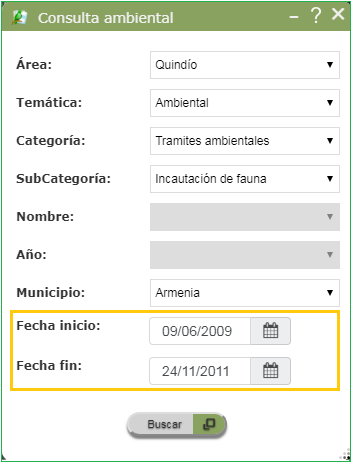 Consulta ambiental – ? ×
Área: Quindío
Temática: Ambiental
Categoría: Tramites ambientales
SubCategoría: Incautación de fauna
Nombre:
Año:
Municipio: Armenia
Fecha inicio: 09/06/2009
Fecha fin: 24/11/2011
Buscar